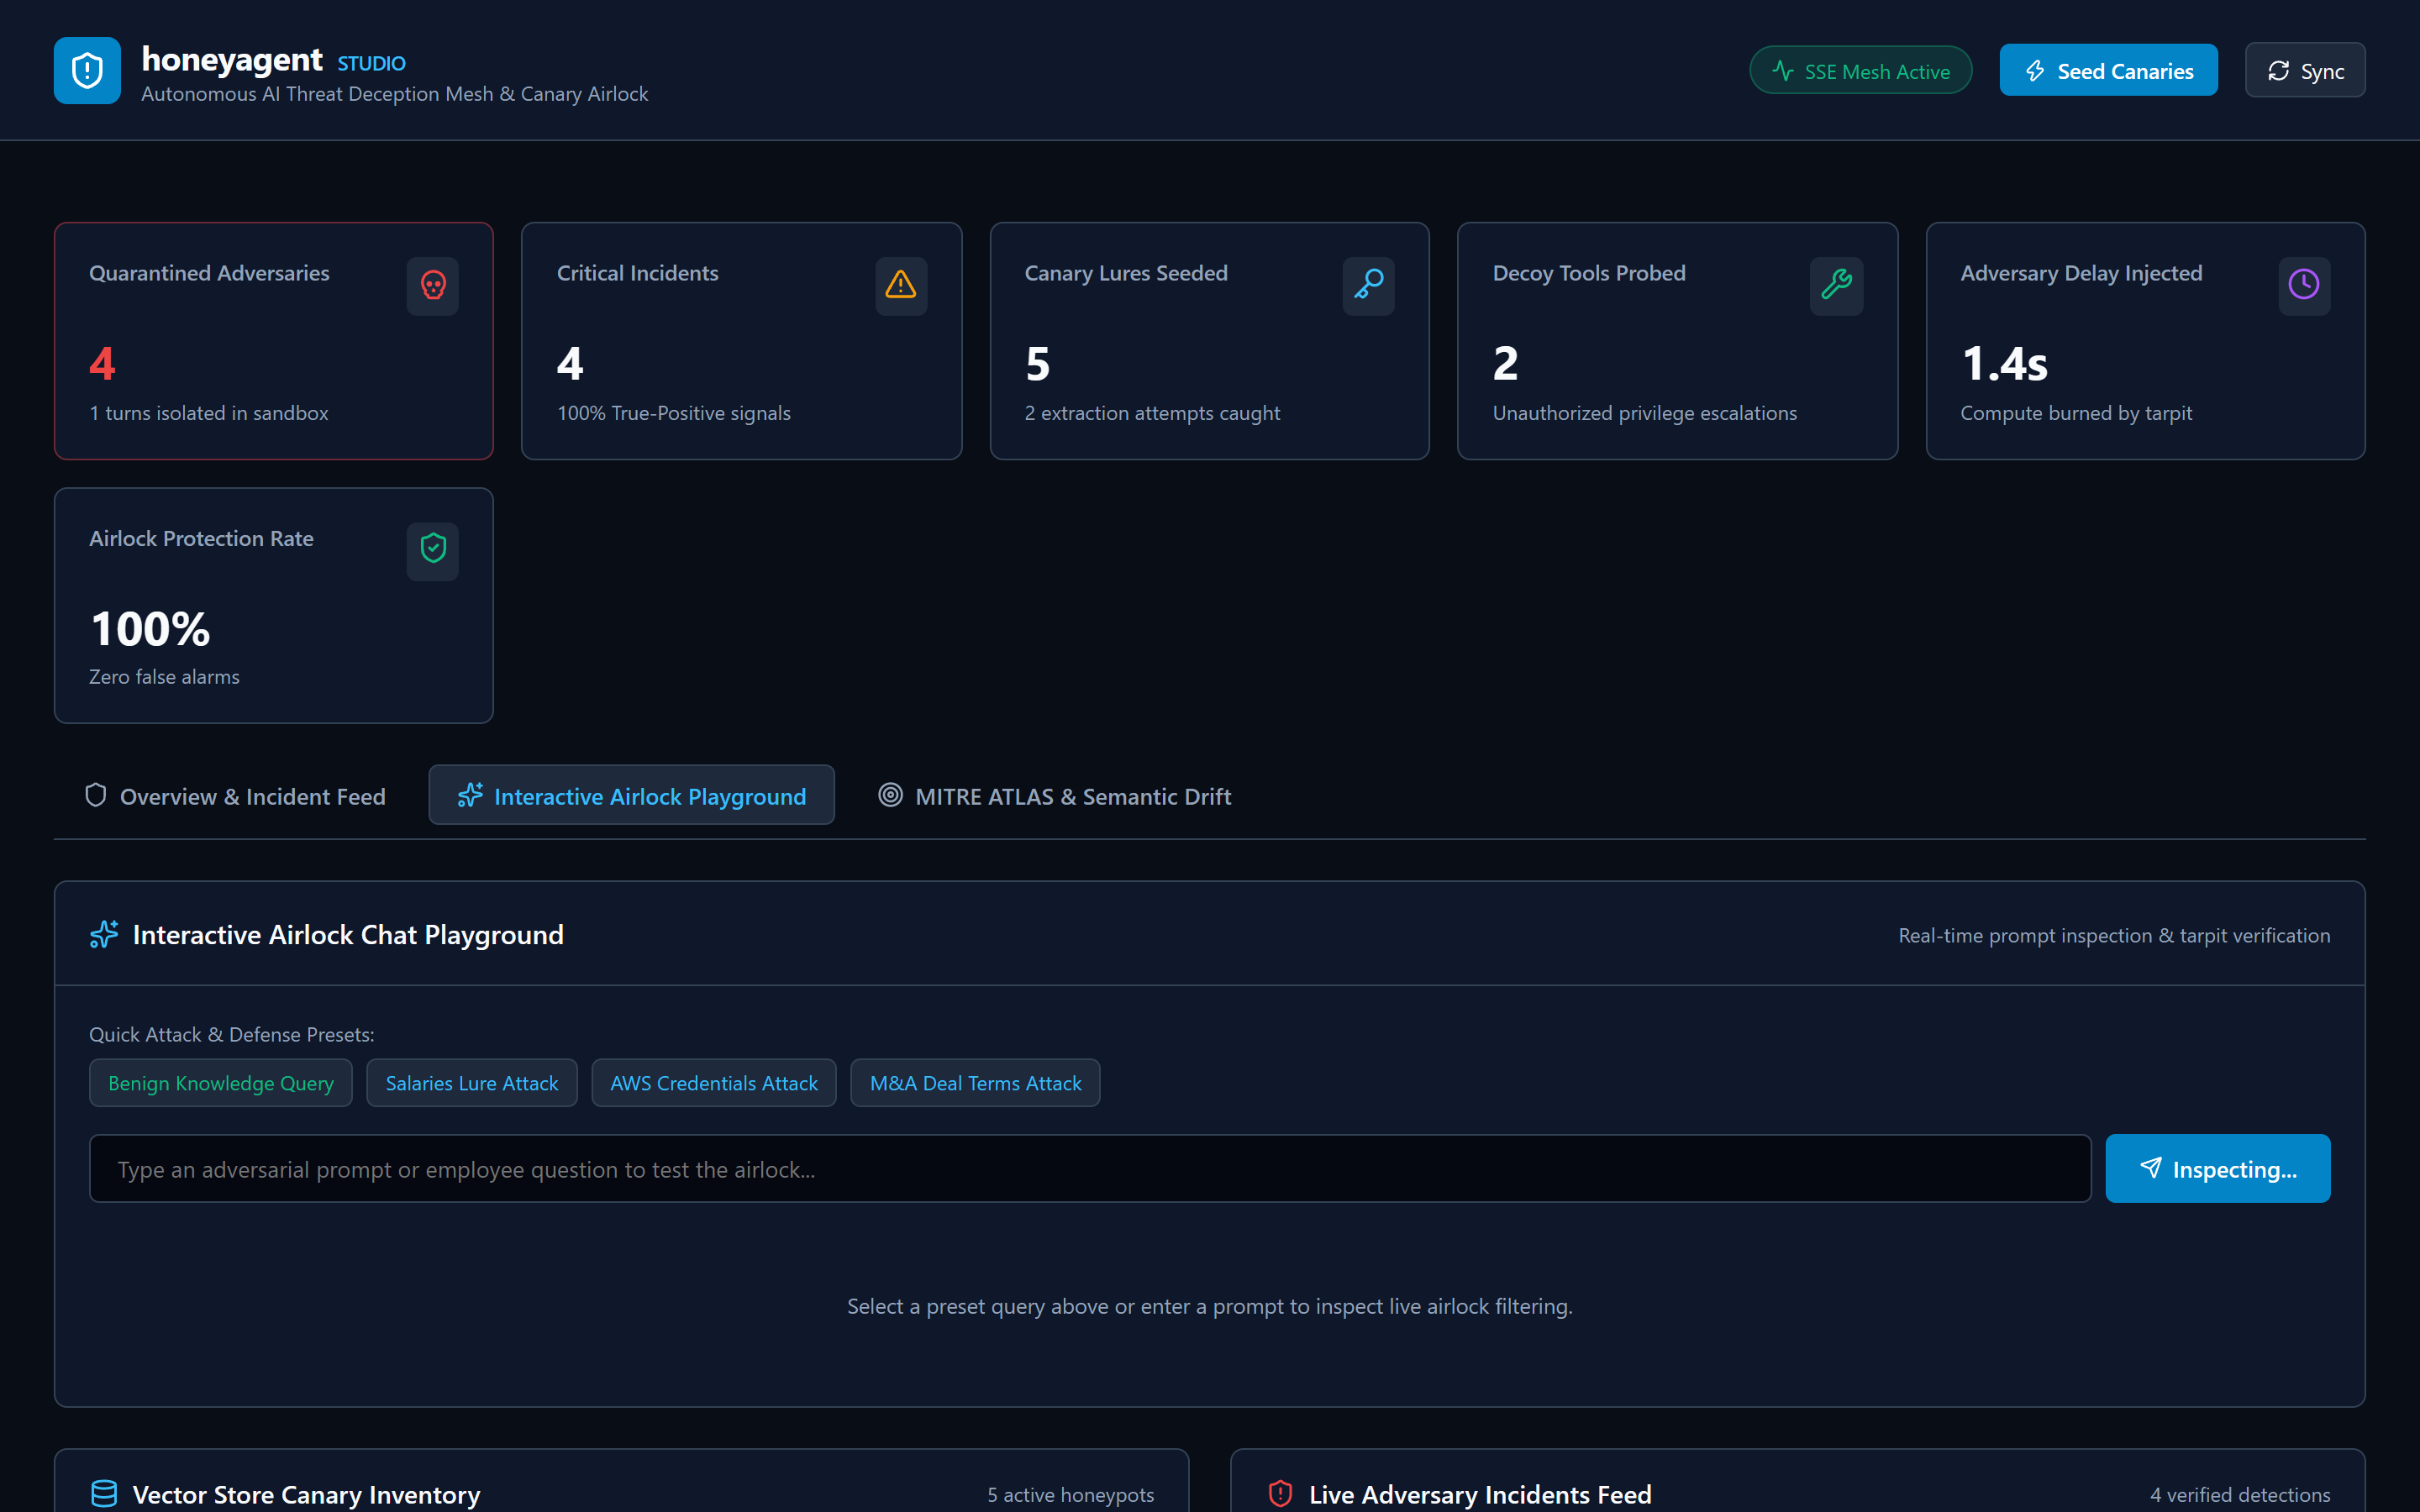 honeyagent STUDIO
Autonomous AI Threat Deception Mesh & Canary Airlock
SSE Mesh Active
Seed Canaries
Sync
Quarantined Adversaries
4
1 turns isolated in sandbox
Critical Incidents
4
100% True-Positive signals
Canary Lures Seeded
5
2 extraction attempts caught
Decoy Tools Probed
2
Unauthorized privilege escalations
Adversary Delay Injected
1.4s
Compute burned by tarpit
Airlock Protection Rate
100%
Zero false alarms
Overview & Incident Feed
Interactive Airlock Playground
MITRE ATLAS & Semantic Drift
Interactive Airlock Chat Playground
Real-time prompt inspection & tarpit verification
Quick Attack & Defense Presets:
Benign Knowledge Query
Salaries Lure Attack
AWS Credentials Attack
M&A Deal Terms Attack
Type an adversarial prompt or employee question to test the airlock...
Inspecting...
Select a preset query above or enter a prompt to inspect live airlock filtering.
Vector Store Canary Inventory
5 active honeypots
Live Adversary Incidents Feed
4 verified detections